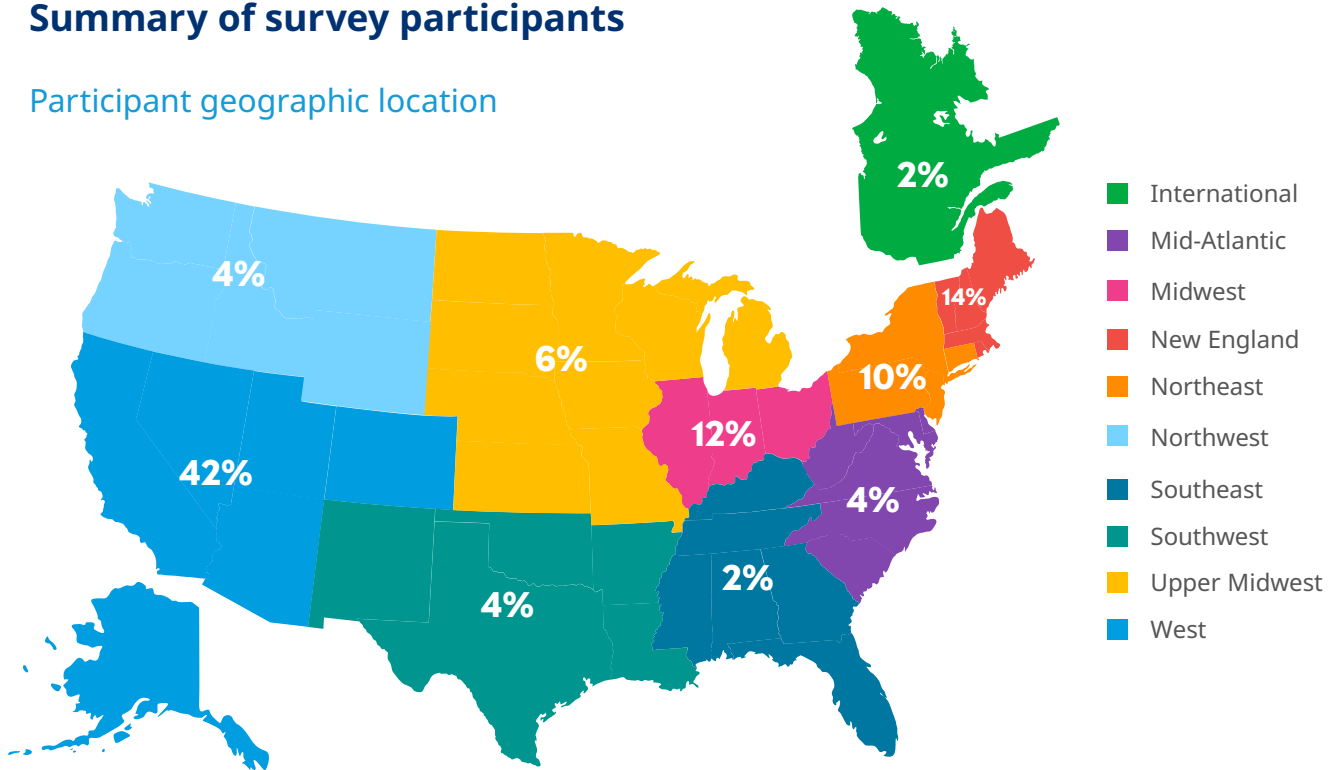 Summary of survey participants
Participant geographic location
2%
4%
14%
6%
10%
12%
42%
4%
2%
4%
International
Mid-Atlantic
Midwest
New England
Northeast
Northwest
Southeast
Southwest
Upper Midwest
West